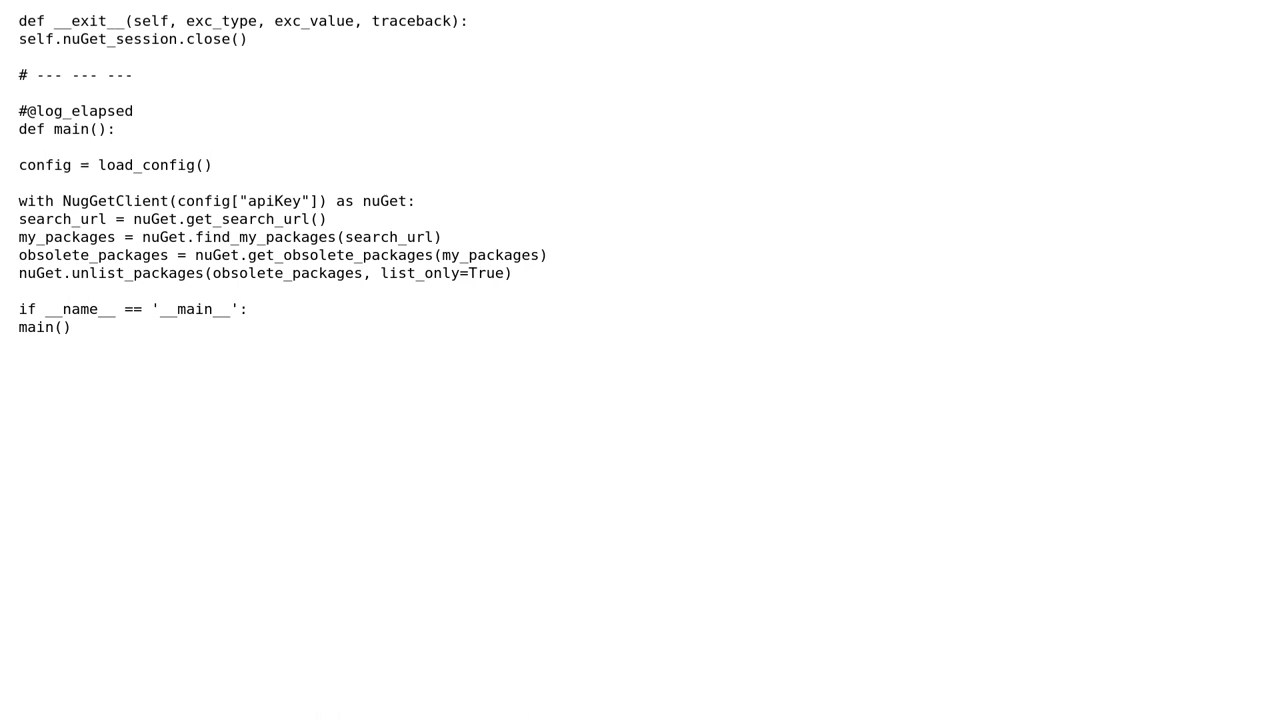 def __exit__(self, exc_type, exc_value, traceback):
self.nuGet_session.close()
# --- --- ---
#@log_elapsed
def main():
config = load_config()
with NugGetClient(config["apiKey"]) as nuGet:
search_url = nuGet.get_search_url()
my_packages = nuGet.find_my_packages(search_url)
obsolete_packages = nuGet.get_obsolete_packages(my_packages)
nuGet.unlist_packages(obsolete_packages, list_only=True)
if __name__ == '__main__':
main()